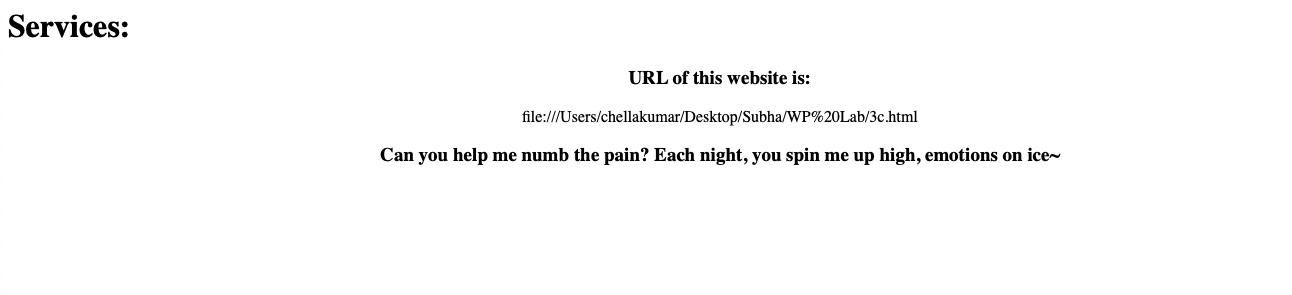 Services:
URL of this website is:
file:///Users/chellakumar/Desktop/Subha/WP%20Lab/3c.html
Can you help me numb the pain? Each night, you spin me up high, emotions on ice~